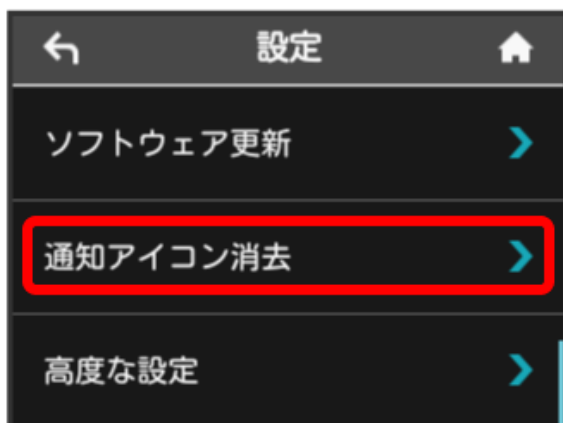 設定
ソフトウェア更新
通知アイコン消去
高度な設定